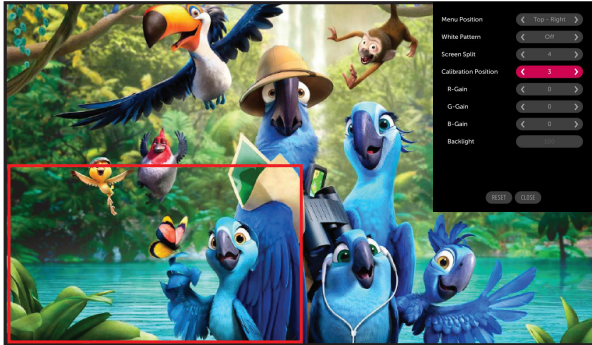 Menu Position
Top - Right
White Pattern
Off
Screen Split
4
Calibration Position
3
R-Gain
0
G-Gain
0
B-Gain
0
Backlight
RESET CLOSE